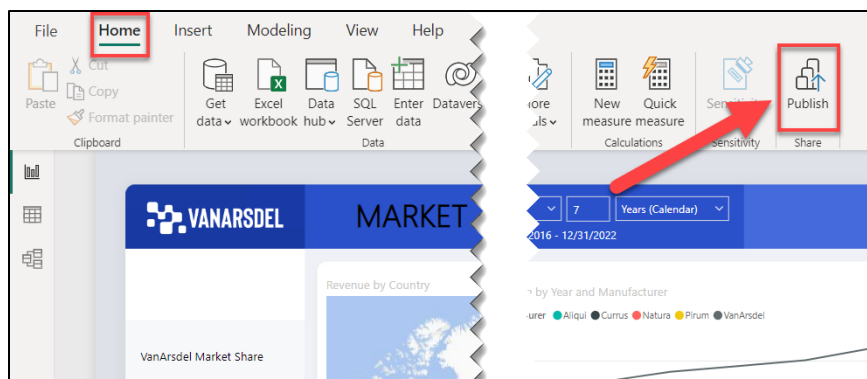 File Home Insert Modeling View Help
Cut
Copy
Format painter
Paste
Clipboard
Get data
Excel workbook
Data hub
SQL Server
Enter data
Data
New measure
Quick measure
Calculations
Sensitivity
Publish
Share
VANARSDEL
MARKET
7
Years (Calendar)
2016 - 12/31/2022
Revenue by Country
by Year and Manufacturer
Aliqui Currus Natura Pirum VanArsdel
VanArsdel Market Share